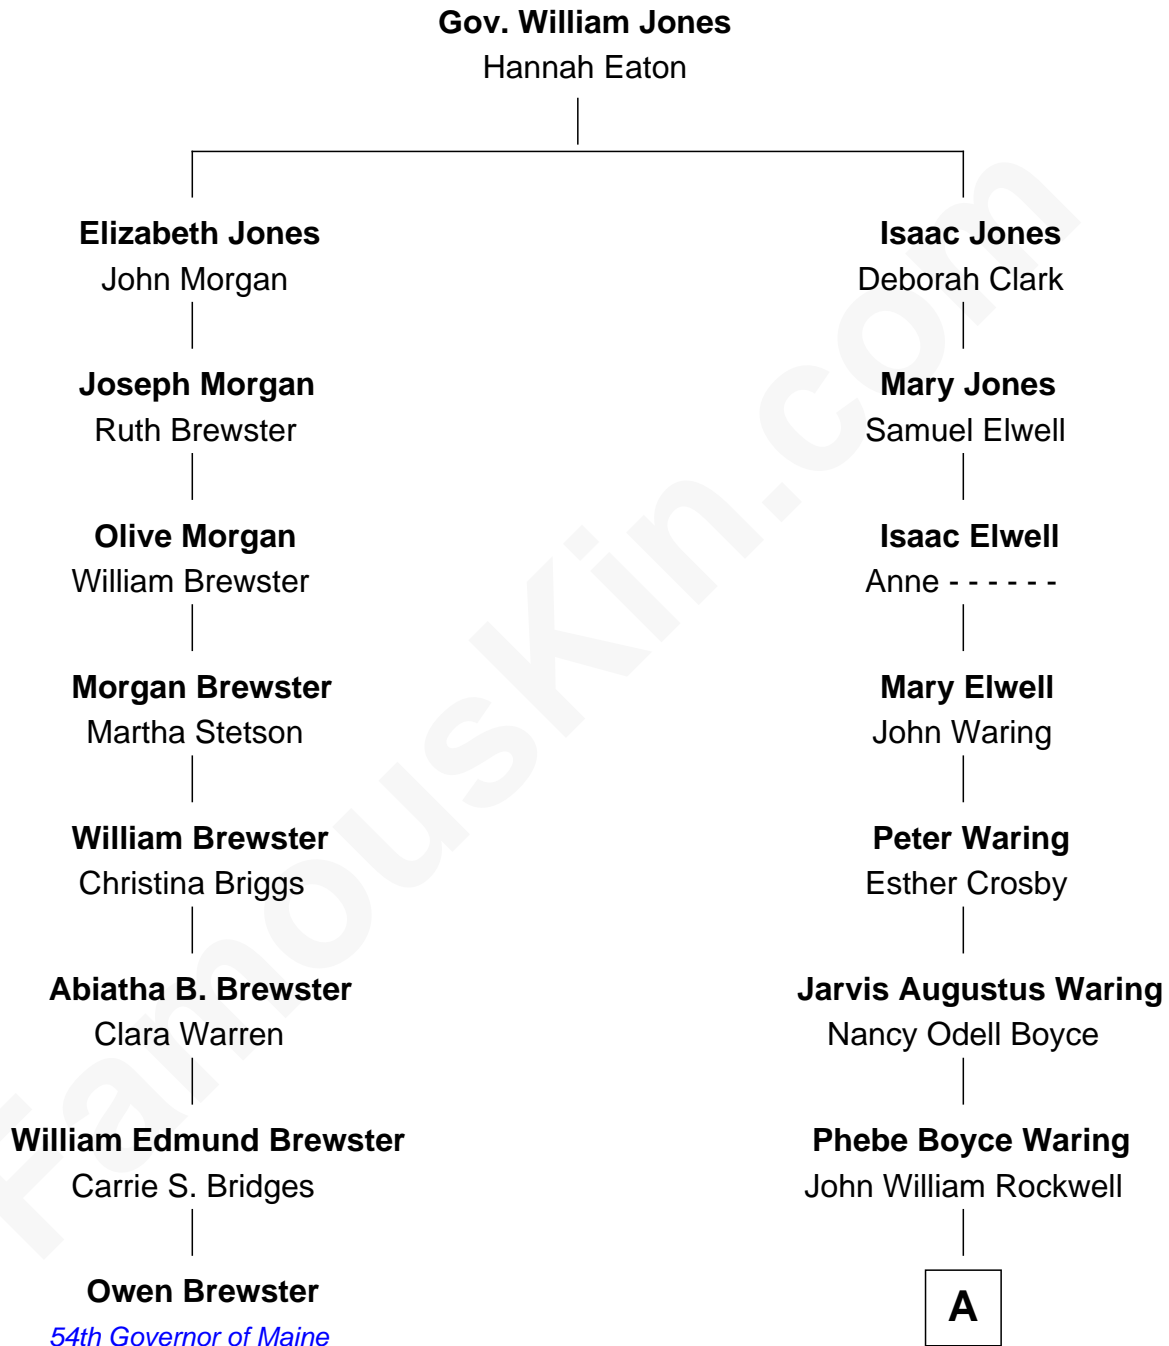 Gov. William Jones
Hannah Eaton
Elizabeth Jones
John Morgan
Isaac Jones
Deborah Clark
Joseph Morgan
Ruth Brewster
Mary Jones
Samuel Elwell
Olive Morgan
William Brewster
Isaac Elwell
Anne - - - - - -
Morgan Brewster
Martha Stetson
Mary Elwell
John Waring
William Brewster
Christina Briggs
Peter Waring
Esther Crosby
Abiatha B. Brewster
Clara Warren
Jarvis Augustus Waring
Nancy Odell Boyce
William Edmund Brewster
Carrie S. Bridges
Phebe Boyce Waring
John William Rockwell
Owen Brewster
54th Governor of Maine
A
FamousKin.com